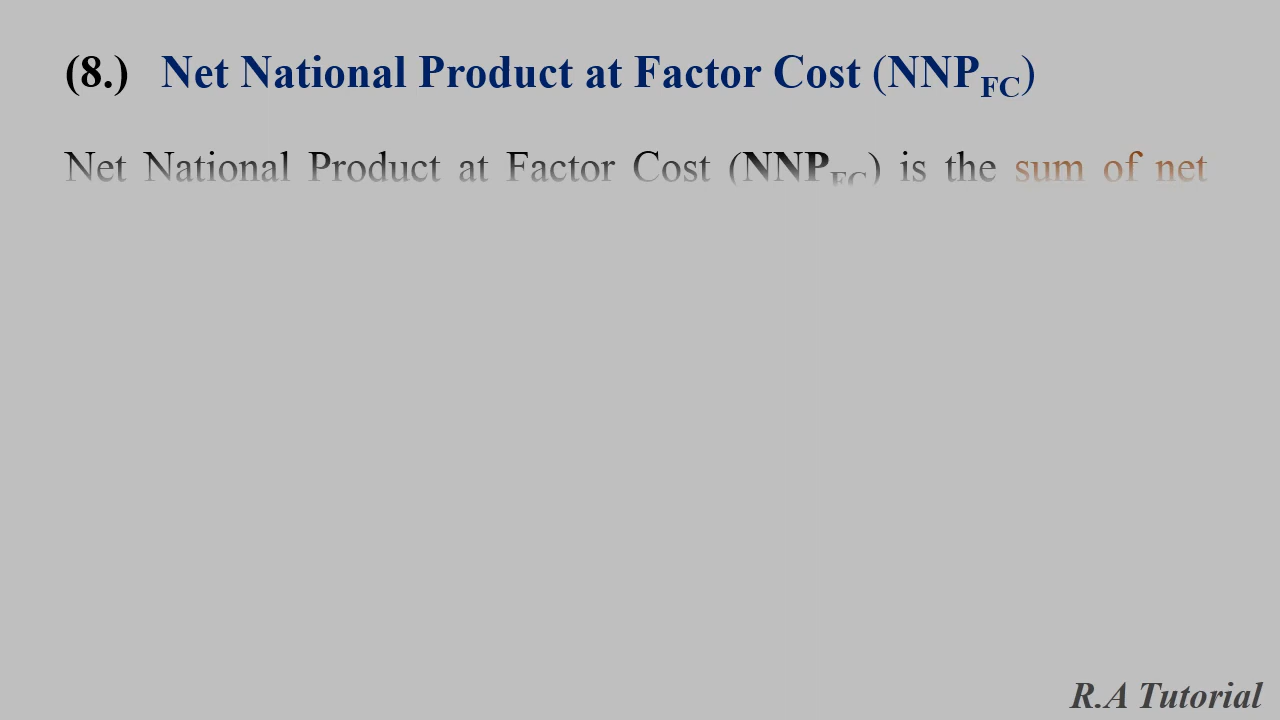 (8.) Net National Product at Factor Cost (NNPFC)
Net National Product at Factor Cost (NNPFC) is the sum of net
R.A Tutorial